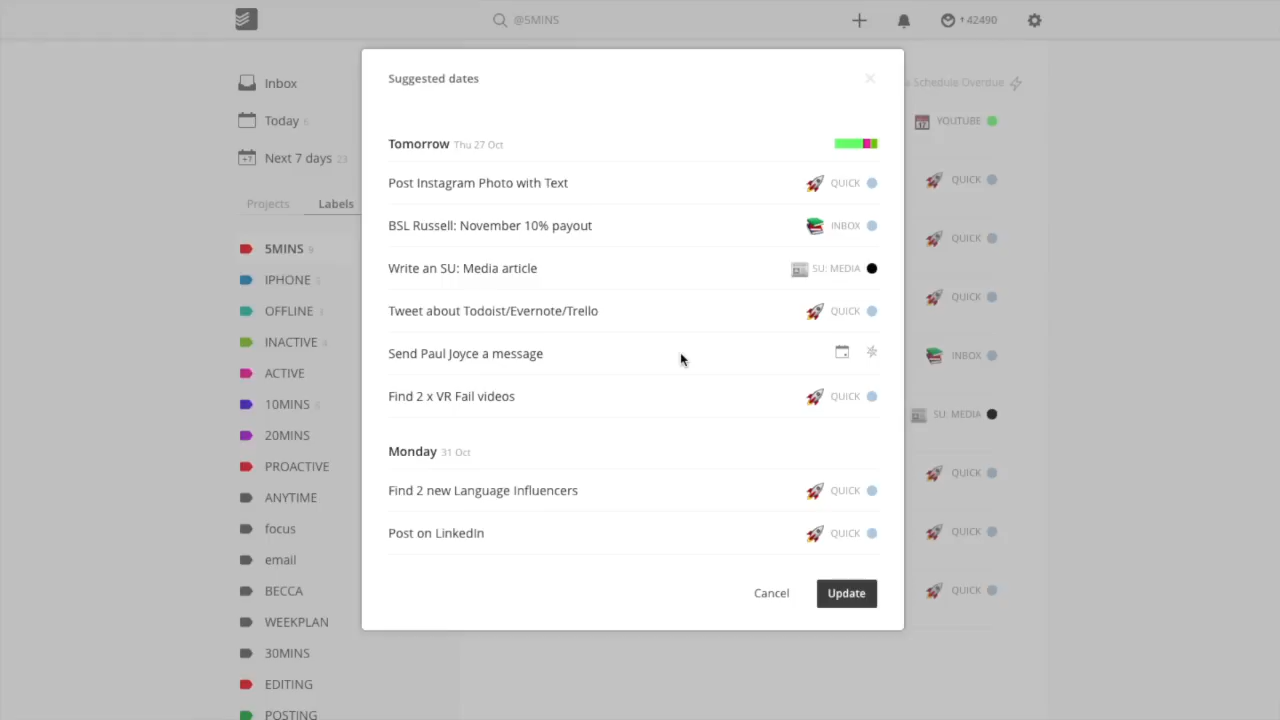 @5MINS
42490
Inbox
Today
Next 7 days 23
Projects Labels
5MINS 9
IPHONE
OFFLINE
INACTIVE
ACTIVE
10MINS
20MINS
PROACTIVE
ANYTIME
focus
email
BECCA
WEEKPLAN
30MINS
EDITING
POSTING
Suggested dates
Tomorrow Thu 27 Oct
Post Instagram Photo with Text QUICK
BSL Russell: November 10% payout INBOX
Write an SU: Media article SU: MEDIA
Tweet about Todoist/Evernote/Trello QUICK
Send Paul Joyce a message
Find 2 x VR Fail videos QUICK
Monday 31 Oct
Find 2 new Language Influencers QUICK
Post on LinkedIn QUICK
Cancel Update
Schedule Overdue
YOUTUBE
QUICK
QUICK
QUICK
INBOX
SU: MEDIA
QUICK
QUICK
QUICK